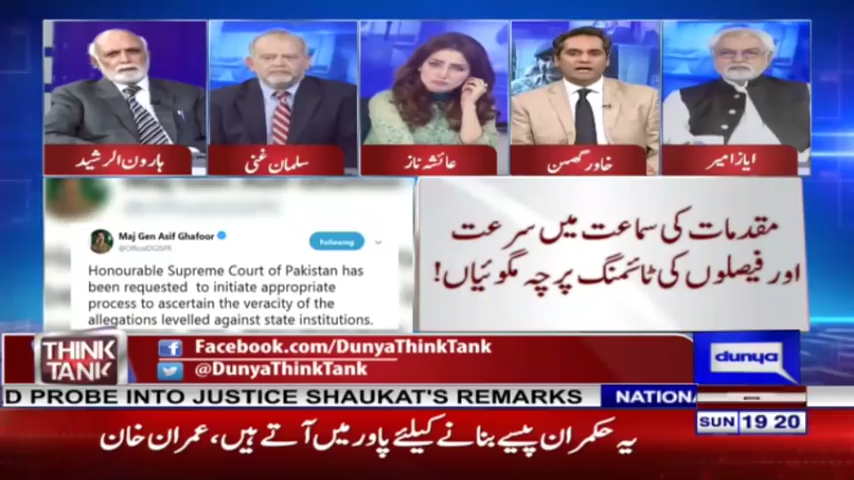 ہارون الرشید
سلمان غنی
عائشہ ناز
خاور گھمن
ایاز امیر
Maj Gen Asif Ghafoor
@OfficialDGISPR
Following
Honourable Supreme Court of Pakistan has
been requested to initiate appropriate
process to ascertain the veracity of the
allegations levelled against state institutions.
مقدمات کی سماعت میں سرعت
اور فیصلوں کی ٹائمنگ پر چہ مگوئیاں!
THINK
TANK
Facebook.com/DunyaThinkTank
@DunyaThinkTank
dunya
D PROBE INTO JUSTICE SHAUKAT'S REMARKS
NATIONA
SUN 19 20
یہ حکمران پیسے بنانے کیلئے پاور میں آتے ہیں، عمران خان